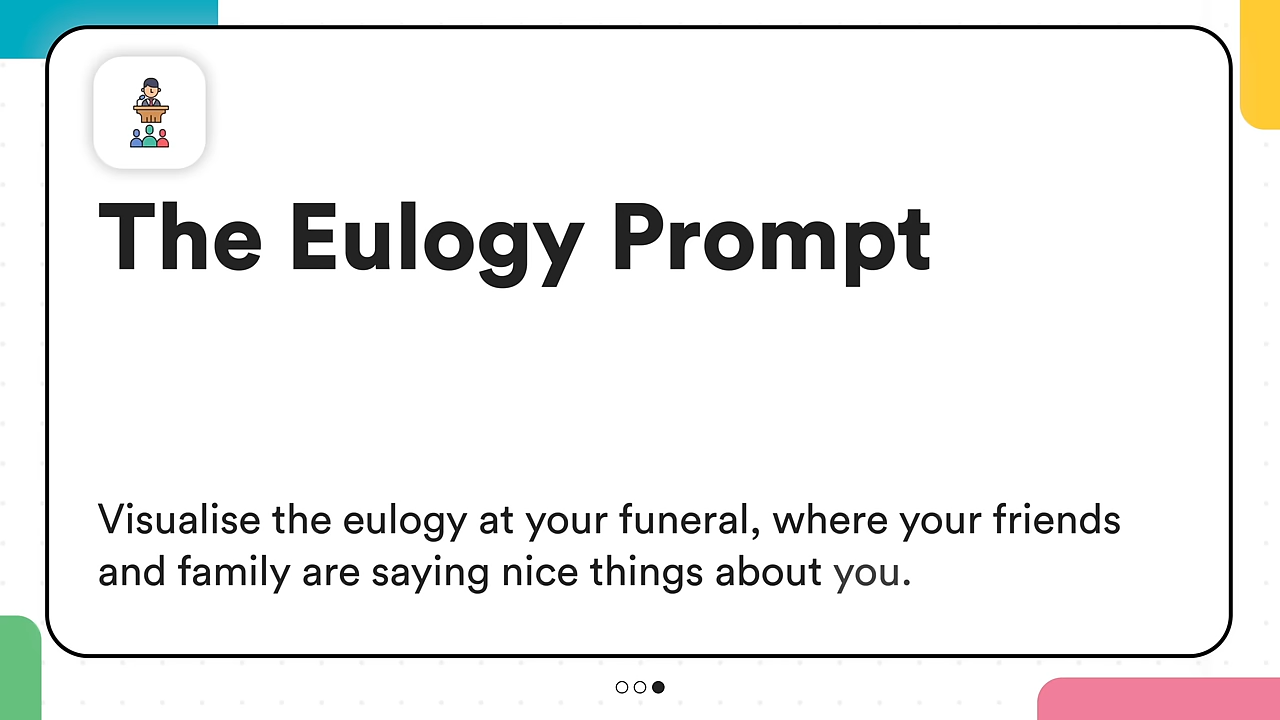 The Eulogy Prompt
Visualise the eulogy at your funeral, where your friends
and family are saying nice things about you.